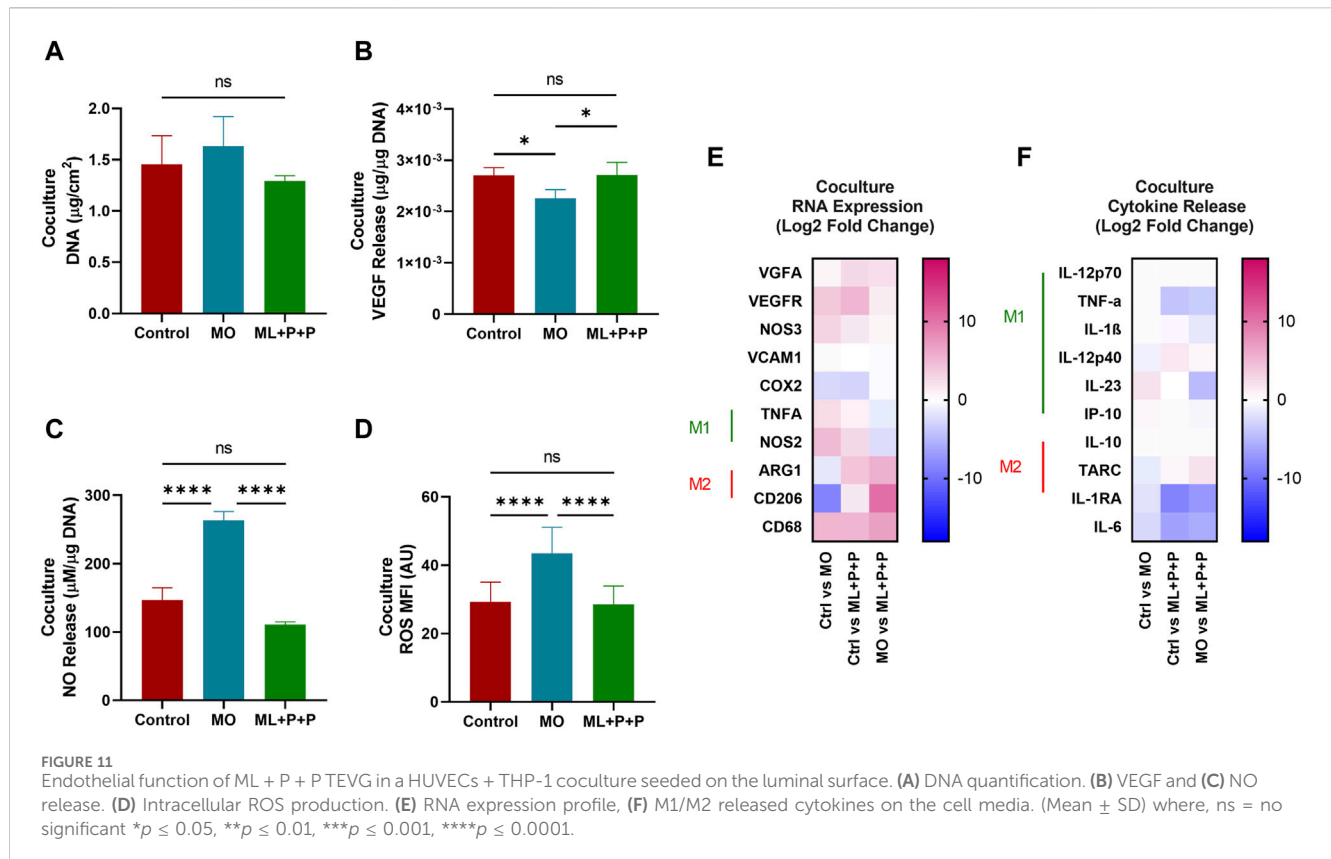 A
ns
Coculture
DNA (µg/cm²)
2.0
1.5
1.0
0.5
0.0
Control MO ML+P+P
B
ns
* *
Coculture
VEGF Release (µg/µg DNA)
4×10⁻³
3×10⁻³
2×10⁻³
1×10⁻³
0
Control MO ML+P+P
C
ns
**** ****
Coculture
NO Release (µM/µg DNA)
300
200
100
0
Control MO ML+P+P
D
ns
**** ****
Coculture
ROS MFI (AU)
60
40
20
0
Control MO ML+P+P
E
Coculture
RNA Expression
(Log2 Fold Change)
VGFA
VEGFR
NOS3
VCAM1
COX2
TNFA
NOS2
ARG1
CD206
CD68
M1
M2
10
0
-10
Ctrl vs MO
Ctrl vs ML+P+P
MO vs ML+P+P
F
Coculture
Cytokine Release
(Log2 Fold Change)
IL-12p70
TNF-a
IL-1ß
IL-12p40
IL-23
IP-10
IL-10
TARC
IL-1RA
IL-6
M1
M2
10
0
-10
Ctrl vs MO
Ctrl vs ML+P+P
MO vs ML+P+P
FIGURE 11
Endothelial function of ML + P + P TEVG in a HUVECs + THP-1 coculture seeded on the luminal surface. (A) DNA quantification. (B) VEGF and (C) NO
release. (D) Intracellular ROS production. (E) RNA expression profile, (F) M1/M2 released cytokines on the cell media. (Mean ± SD) where, ns = no
significant *p ≤ 0.05, **p ≤ 0.01, ***p ≤ 0.001, ****p ≤ 0.0001.